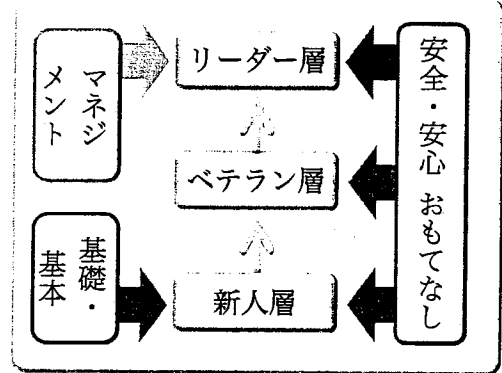 マネジ
メント
リーダー層
安全・安心 おもてなし
ベテラン層
基礎・
基本
新人層